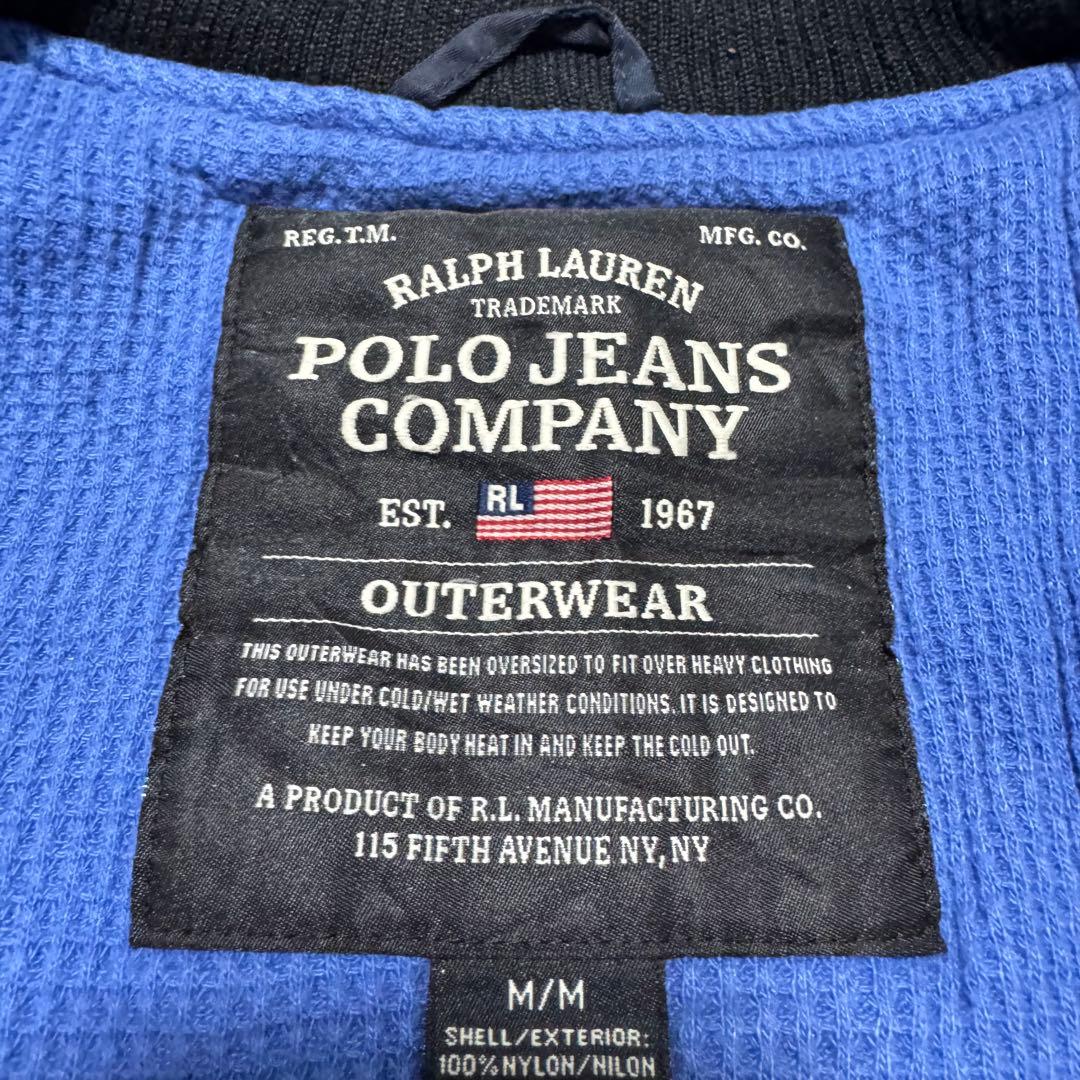 REG. T.M. MFG. CO.
RALPH LAUREN
TRADEMARK
POLO JEANS
COMPANY
EST. RL 1967
OUTERWEAR
THIS OUTERWEAR HAS BEEN OVERSIZED TO FIT OVER HEAVY CLOTHING
FOR USE UNDER COLD/WET WEATHER CONDITIONS. IT IS DESIGNED TO
KEEP YOUR BODY HEAT IN AND KEEP THE COLD OUT.
A PRODUCT OF R.L. MANUFACTURING CO.
115 FIFTH AVENUE NY, NY
M/M
SHELL/EXTERIOR:
100% NYLON/NILON